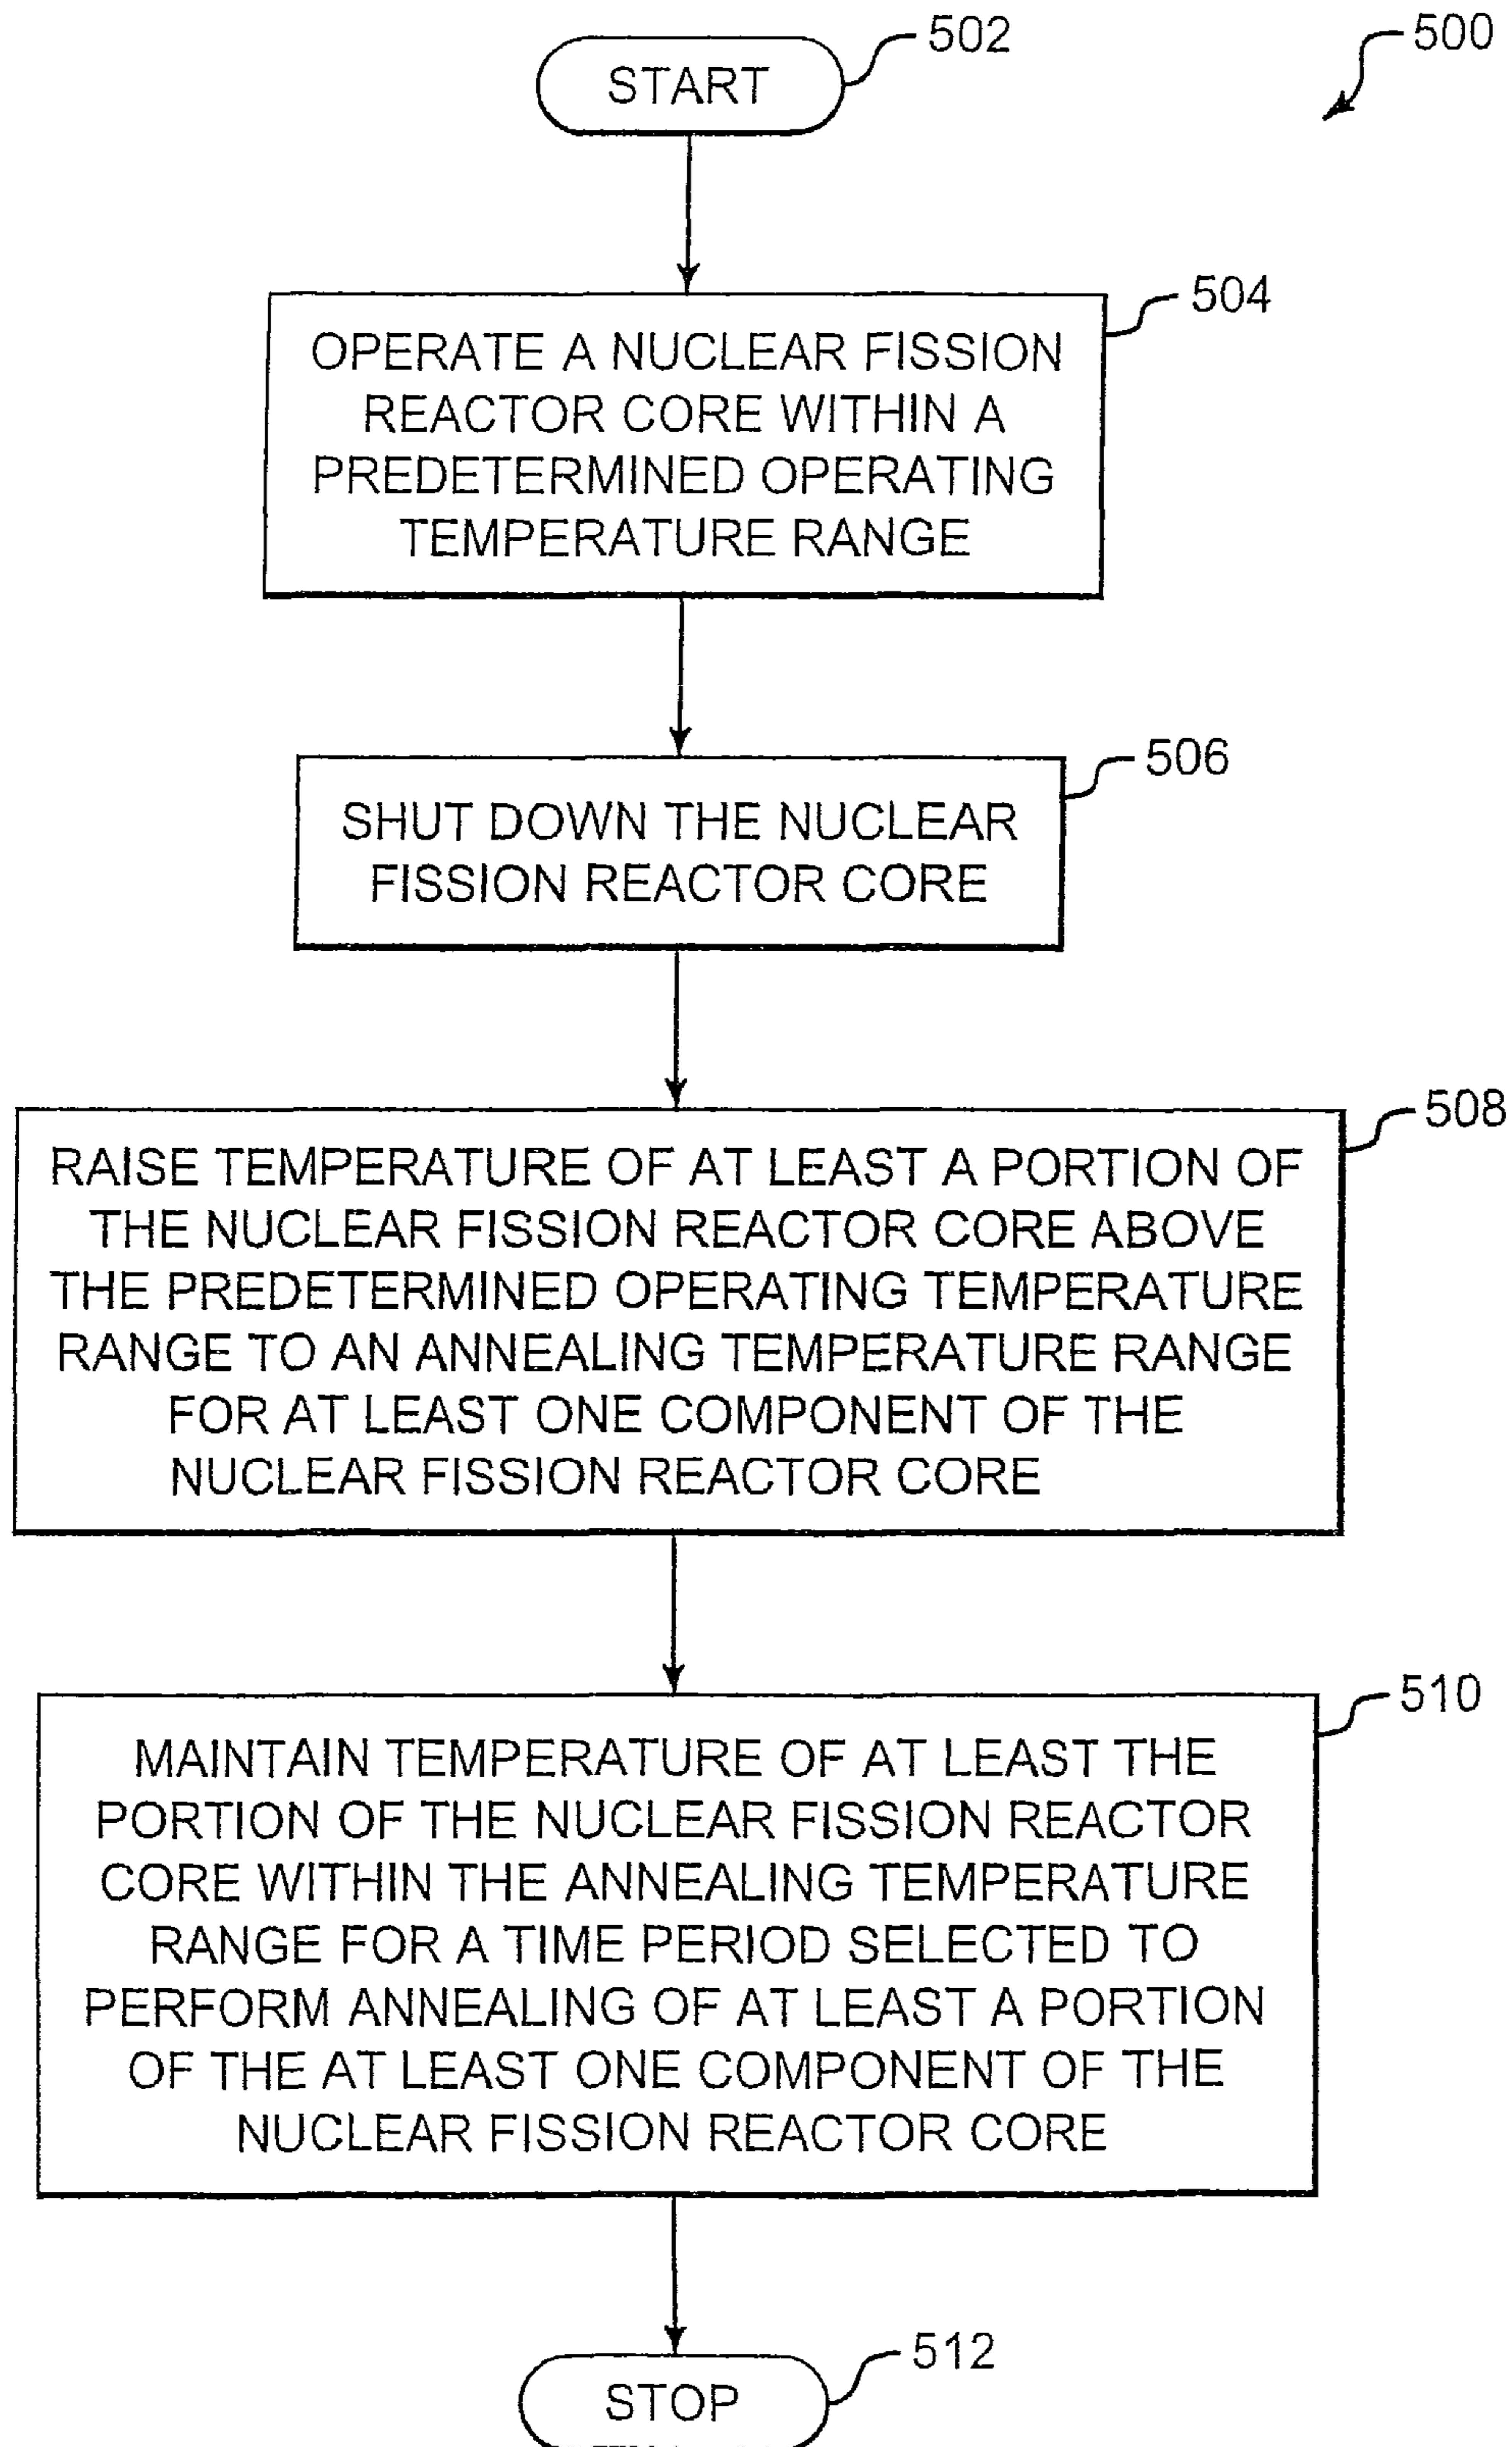 500
502
START
504
OPERATE A NUCLEAR FISSION
REACTOR CORE WITHIN A
PREDETERMINED OPERATING
TEMPERATURE RANGE
506
SHUT DOWN THE NUCLEAR
FISSION REACTOR CORE
508
RAISE TEMPERATURE OF AT LEAST A PORTION OF
THE NUCLEAR FISSION REACTOR CORE ABOVE
THE PREDETERMINED OPERATING TEMPERATURE
RANGE TO AN ANNEALING TEMPERATURE RANGE
FOR AT LEAST ONE COMPONENT OF THE
NUCLEAR FISSION REACTOR CORE
510
MAINTAIN TEMPERATURE OF AT LEAST THE
PORTION OF THE NUCLEAR FISSION REACTOR
CORE WITHIN THE ANNEALING TEMPERATURE
RANGE FOR A TIME PERIOD SELECTED TO
PERFORM ANNEALING OF AT LEAST A PORTION
OF THE AT LEAST ONE COMPONENT OF THE
NUCLEAR FISSION REACTOR CORE
512
STOP